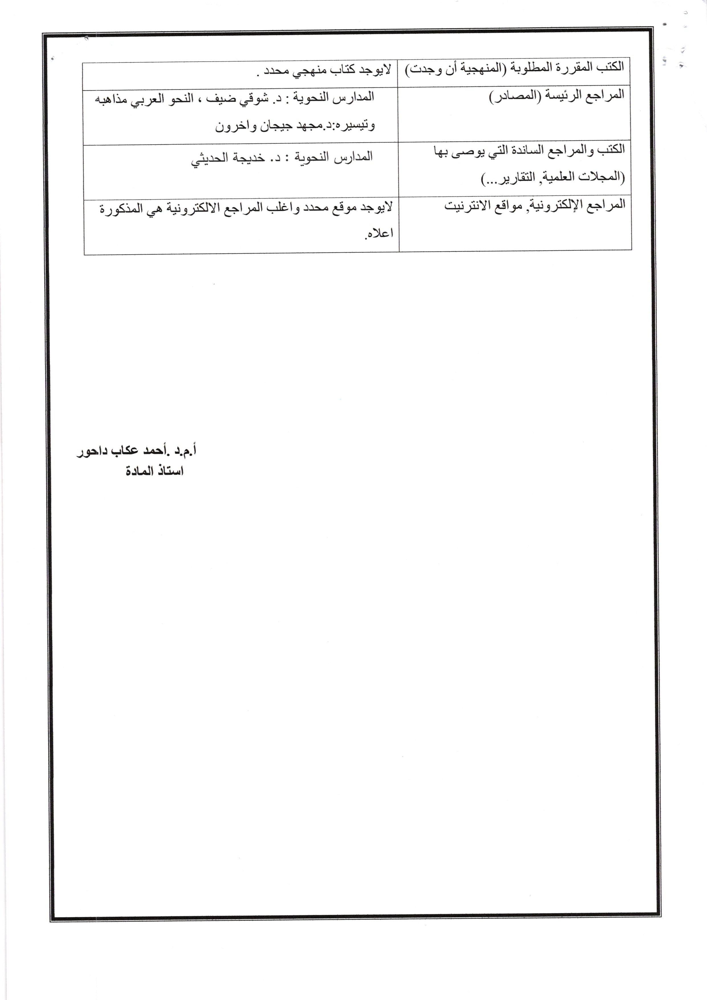 الكتب المقررة المطلوبة (المنهجية أن وجدت)
لايوجد كتاب منهجي محدد .
المراجع الرئيسة (المصادر)
المدارس النحوية : د. شوقي ضيف ، النحو العربي مذاهبه
وتيسيره:د.مجهد جيجان واخرون
الكتب والمراجع الساندة التي يوصى بها
(المجلات العلمية, التقارير...)
المدارس النحوية : د. خديجة الحديثي
المراجع الإلكترونية, مواقع الانترنيت
لايوجد موقع محدد واغلب المراجع الالكترونية هي المذكورة
اعلاه.
أ.م.د .أحمد عكاب داحور
استاذ المادة